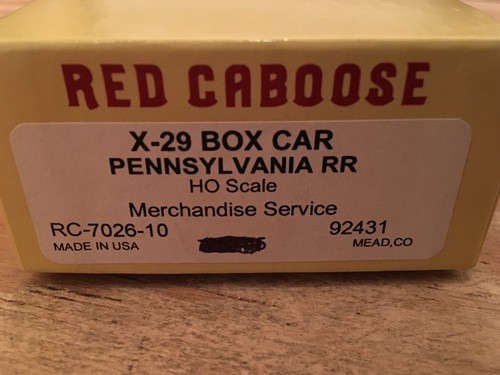 RED CABOOSE
X-29 BOX CAR
PENNSYLVANIA RR
HO Scale
Merchandise Service
RC-7026-10 92431
MADE IN USA MEAD,CO